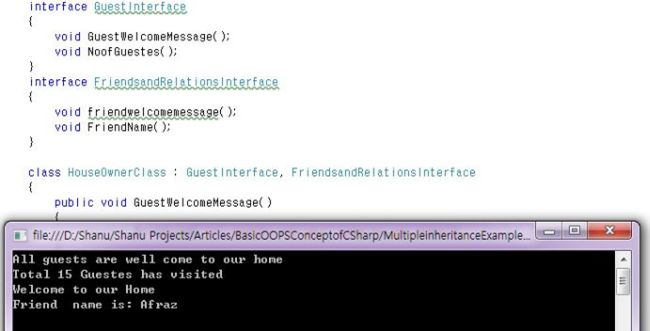 interface GuestInterface
{
void GuestWelcomeMessage();
void NoofGuestes();
}
interface FriendsandRelationsInterface
{
void friendwelcomemessage();
void FriendName();
}
class HouseOwnerClass : GuestInterface, FriendsandRelationsInterface
{
public void GuestWelcomeMessage()
{
file:///D:/Shanu/Shanu Projects/Articles/BasicOOPSConceptofCSharp/MultipleInheritanceExample...
All guests are well come to our home
Total 15 Guestes has visited
Welcome to our Home
Friend  name is: Afraz